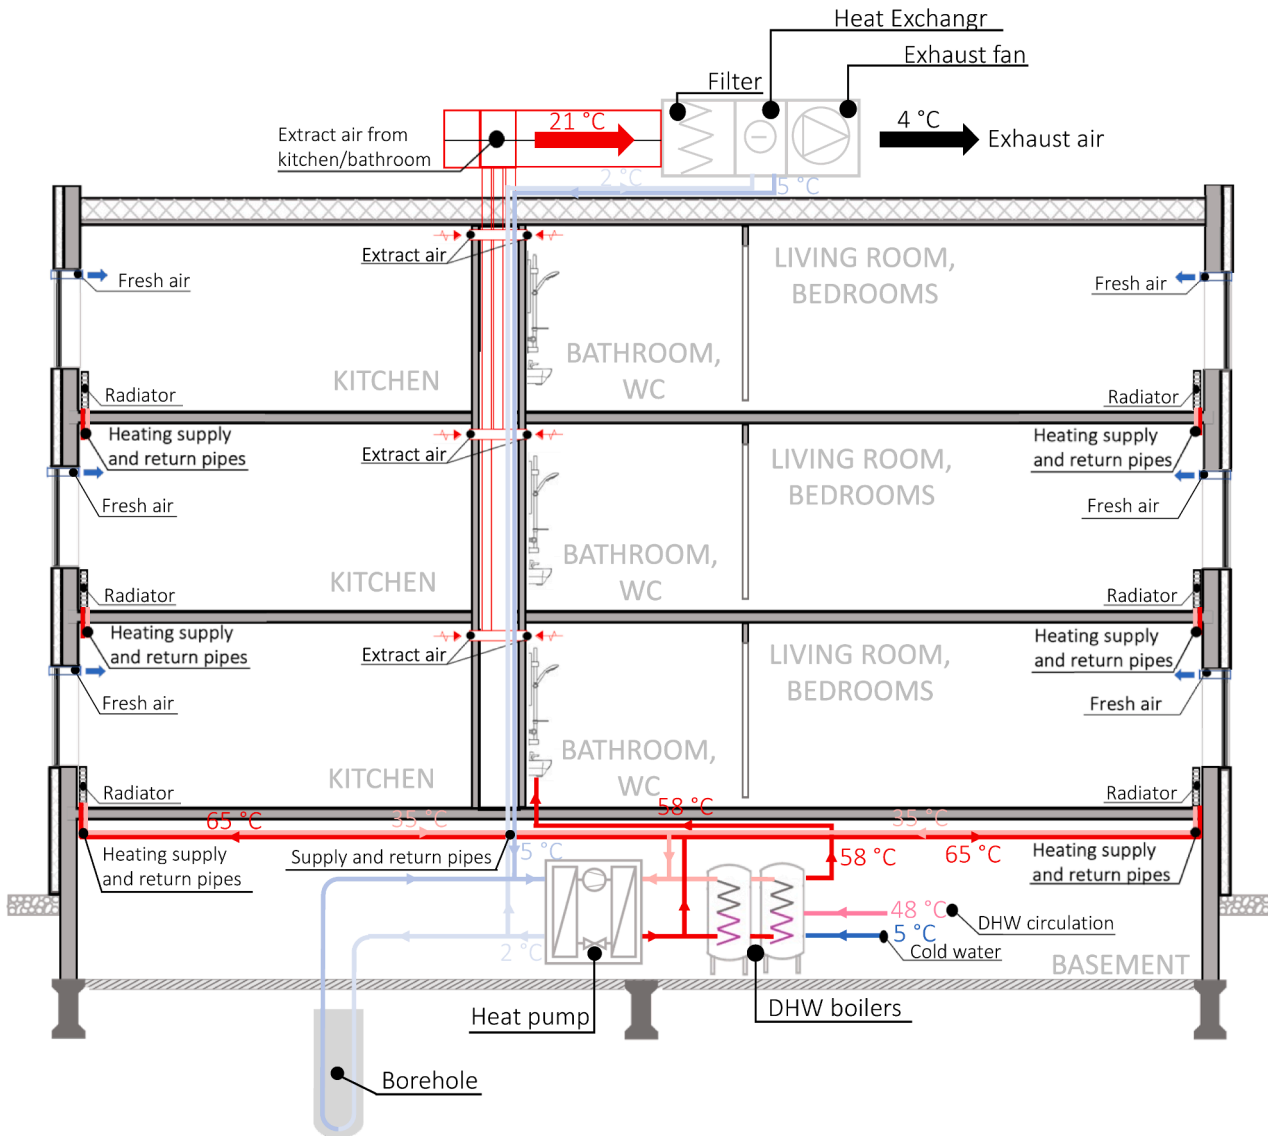 Heat Exchangr
Exhaust fan
Filter
Extract air from
kitchen/bathroom
21 °C
4 °C
Exhaust air
2 °C
5 °C
Extract air
LIVING ROOM,
BEDROOMS
Fresh air
Fresh air
BATHROOM,
WC
KITCHEN
Radiator
Radiator
Heating supply
and return pipes
Extract air
LIVING ROOM,
BEDROOMS
Heating supply
and return pipes
Fresh air
Fresh air
BATHROOM,
WC
KITCHEN
Radiator
Radiator
Heating supply
and return pipes
Extract air
LIVING ROOM,
BEDROOMS
Heating supply
and return pipes
Fresh air
Fresh air
BATHROOM,
WC
KITCHEN
Radiator
Radiator
65 °C
35 °C
58 °C
35 °C
Heating supply
and return pipes
Supply and return pipes
5 °C
58 °C
65 °C
Heating supply
and return pipes
48 °C
DHW circulation
5 °C
Cold water
2 °C
BASEMENT
Heat pump
DHW boilers
Borehole